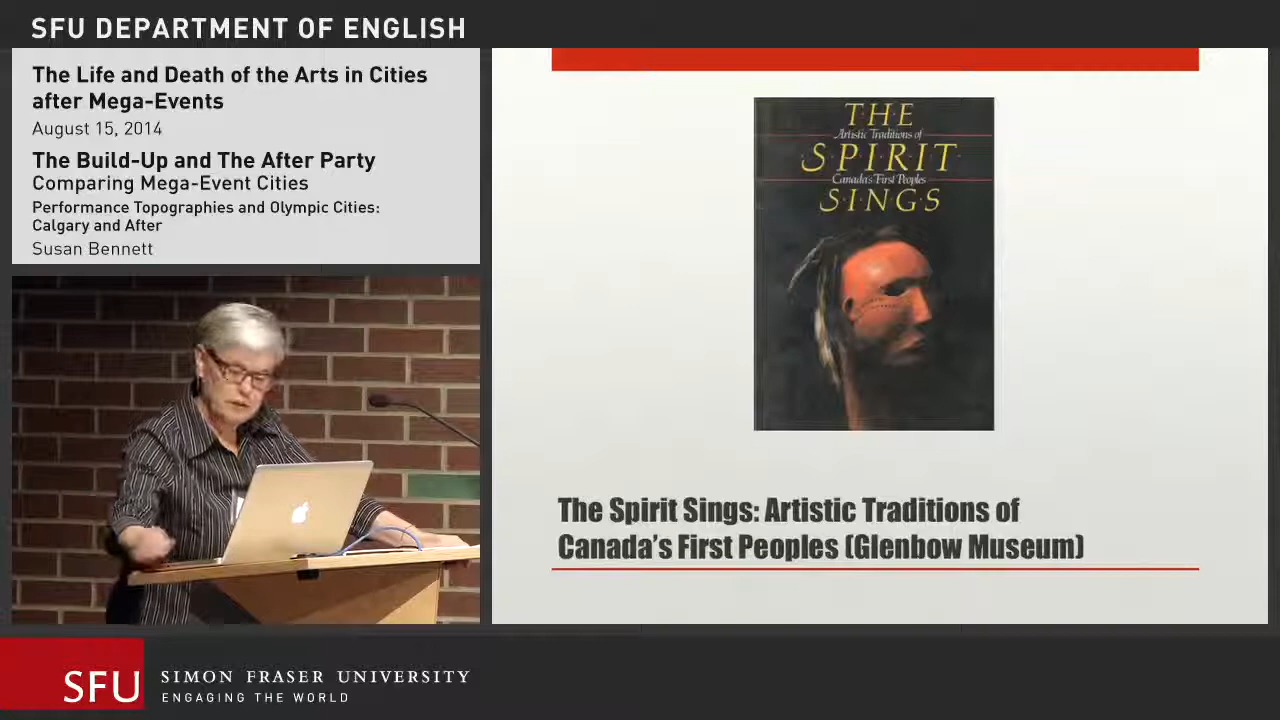 SFU DEPARTMENT OF ENGLISH
The Life and Death of the Arts in Cities
after Mega-Events
August 15, 2014
The Build-Up and The After Party
Comparing Mega-Event Cities
Performance Topographies and Olympic Cities:
Calgary and After
Susan Bennett
THE
Artistic Traditions of
SPIRIT
Canada's First Peoples
SINGS
The Spirit Sings: Artistic Traditions of
Canada's First Peoples (Glenbow Museum)
SFU
SIMON FRASER UNIVERSITY
ENGAGING THE WORLD